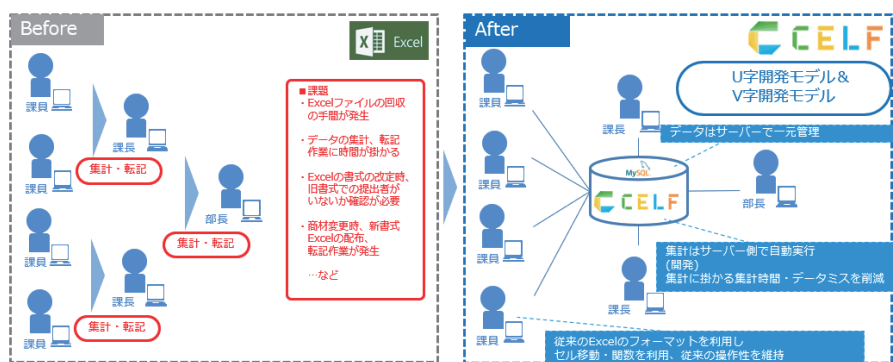 Before
Excel
課員
課長
集計・転記
課員
部長
集計・転記
課員
課長
集計・転記
課員
■課題
・Excelファイルの回収
の手間が発生
・データの集計、転記
作業に時間が掛かる
・Excelの書式の改定時、
旧書式での提出者が
いないか確認が必要
・商材変更時、新書式
Excelの配布、
転記作業が発生
…など
After
CELF
U字開発モデル&
V字開発モデル
課員
課長
データはサーバーで一元管理
課員
MySQL
CELF
部長
課員
集計はサーバー側で自動実行
(開発)
集計に掛かる集計時間・データミスを削減
課長
課員
従来のExcelのフォーマットを利用し
セル移動・関数を利用、従来の操作性を維持